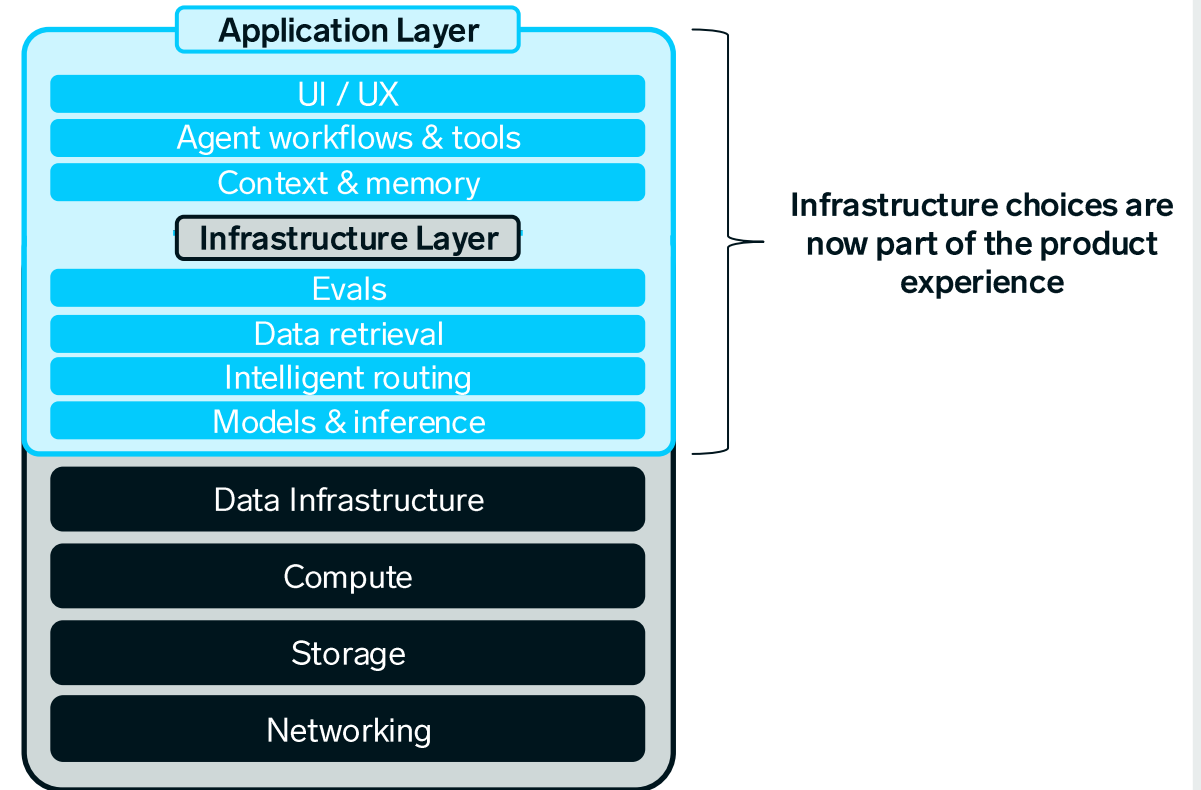 Application Layer
UI / UX
Agent workflows & tools
Context & memory
Infrastructure Layer
Evals
Data retrieval
Intelligent routing
Models & inference
Data Infrastructure
Compute
Storage
Networking
Infrastructure choices are
now part of the product
experience